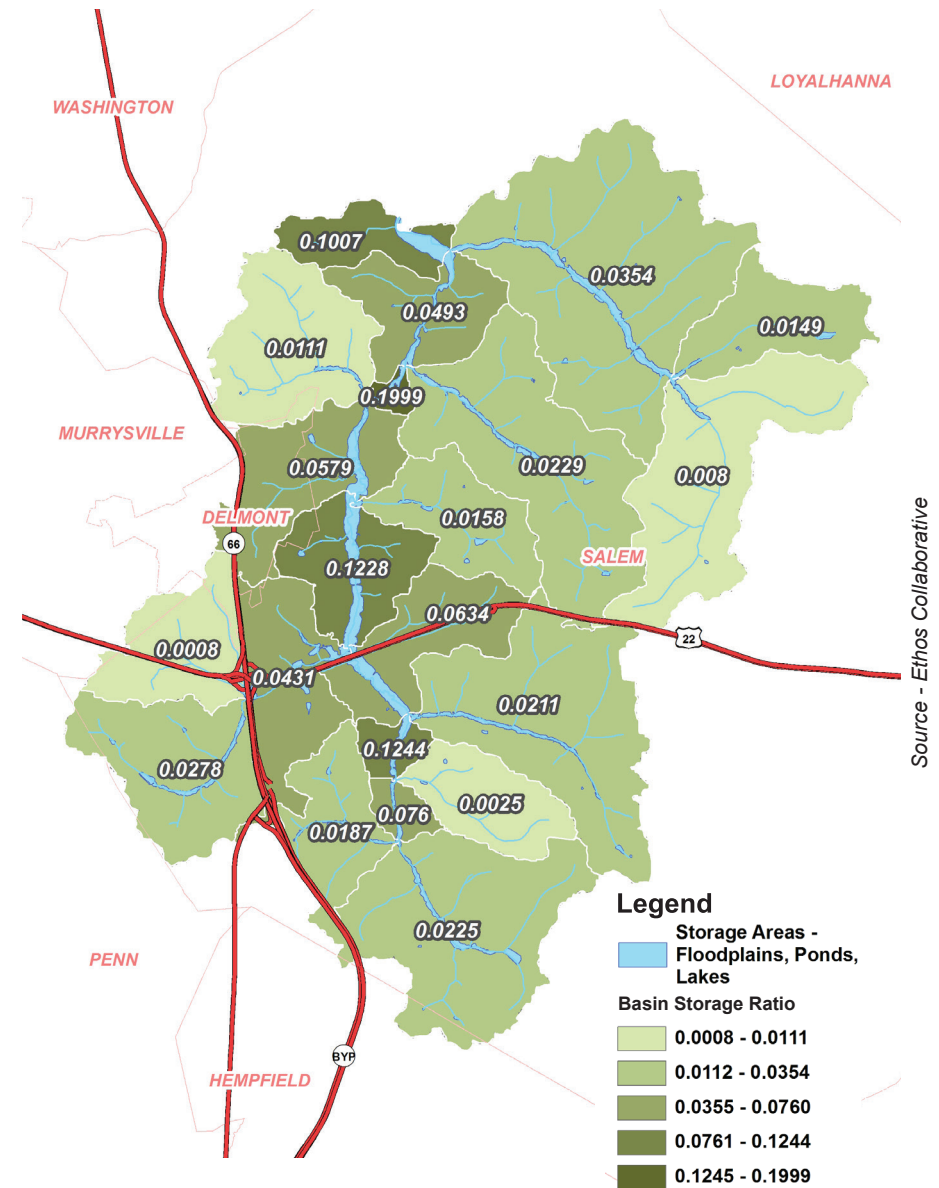 WASHINGTON
LOYALHANNA
0.1007
0.0354
0.0493
0.0149
0.0111
0.1999
MURRYSVILLE
0.0579
0.0229
0.008
DELMONT
0.0158
66
SALEM
0.1228
0.0634
22
0.0008
0.0431
0.0211
0.1244
0.0278
0.0025
0.076
0.0187
0.0225
PENN
BYP
HEMPFIELD
Source - Ethos Collaborative
Legend
Storage Areas -
Floodplains, Ponds,
Lakes
Basin Storage Ratio
0.0008 - 0.0111
0.0112 - 0.0354
0.0355 - 0.0760
0.0761 - 0.1244
0.1245 - 0.1999